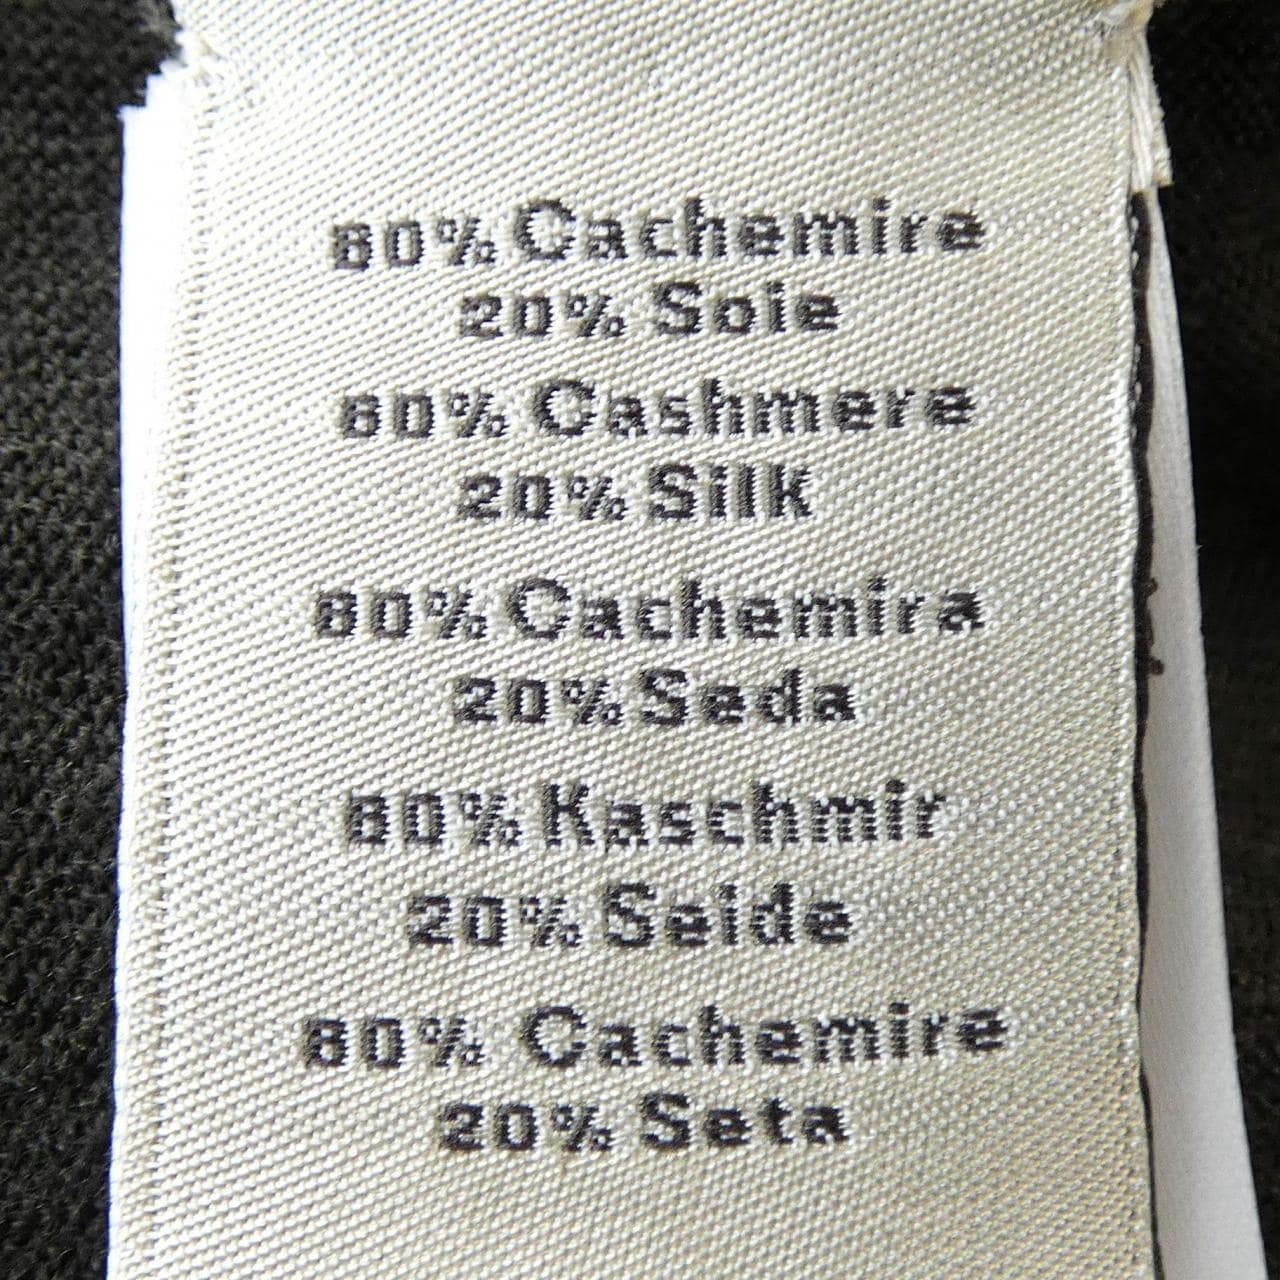 80% Cachemire
20% Soie
80% Cashmere
20% Silk
80% Cachemira
20% Seda
80% Kaschmir
20% Seide
80% Cachemire
20% Seta